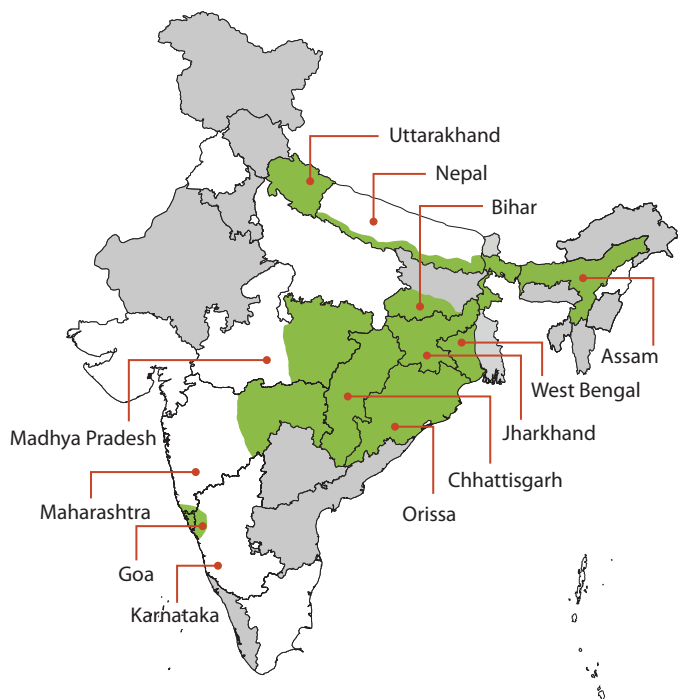 Uttarakhand
Nepal
Bihar
Assam
West Bengal
Jharkhand
Madhya Pradesh
Chhattisgarh
Maharashtra
Orissa
Goa
Karnataka